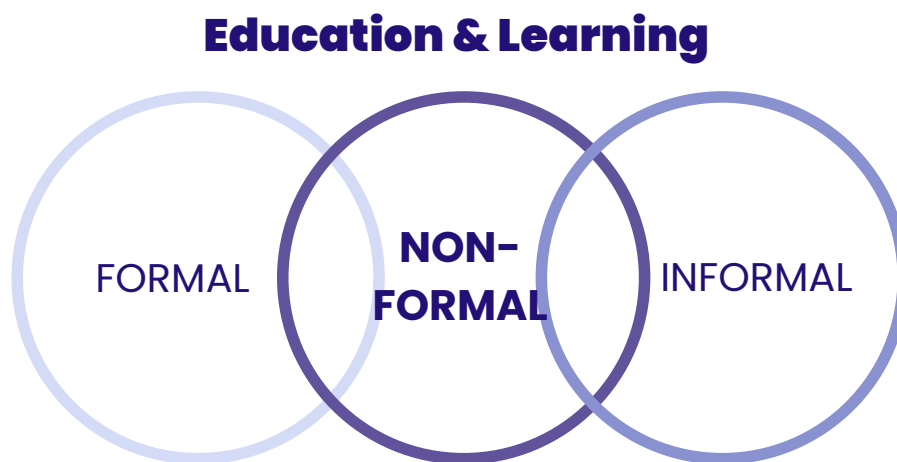 Education & Learning
FORMAL
NON-
FORMAL
INFORMAL